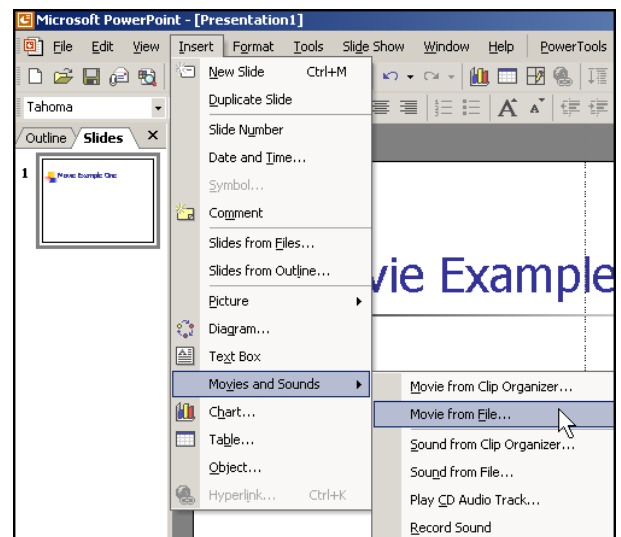 Microsoft PowerPoint - [Presentation1]
File Edit View Insert Format Tools Slide Show Window Help PowerTools
Tahoma
Outline Slides ×
1
Movie Example One
New Slide Ctrl+M
Duplicate Slide
Slide Number
Date and Time...
Symbol...
Comment
Slides from Files...
Slides from Outline...
Picture
Diagram...
Text Box
Movies and Sounds
Chart...
Table...
Object...
Hyperlink... Ctrl+K
vie Example
Movie from Clip Organizer...
Movie from File...
Sound from Clip Organizer...
Sound from File...
Play CD Audio Track...
Record Sound